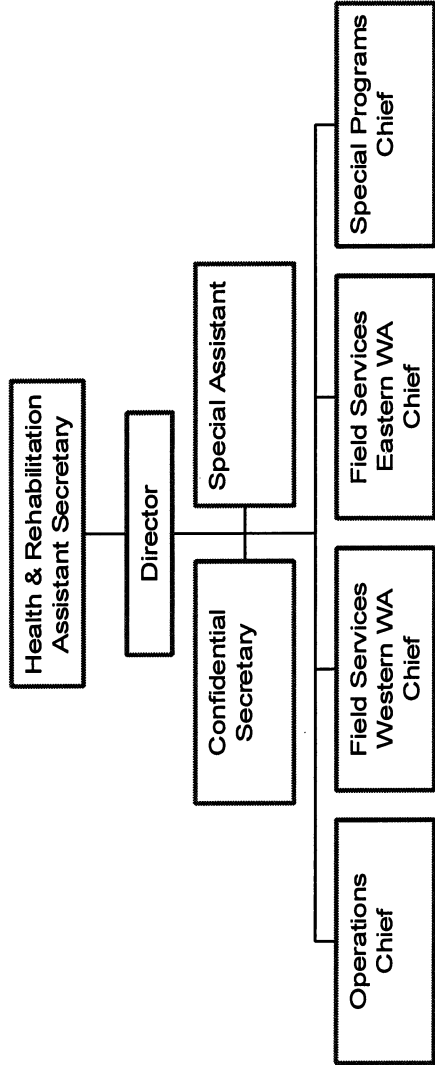 Health & Rehabilitation
Assistant Secretary
Director
Confidential
Secretary
Special Assistant
Operations
Chief
Field Services
Western WA
Chief
Field Services
Eastern WA
Chief
Special Programs
Chief